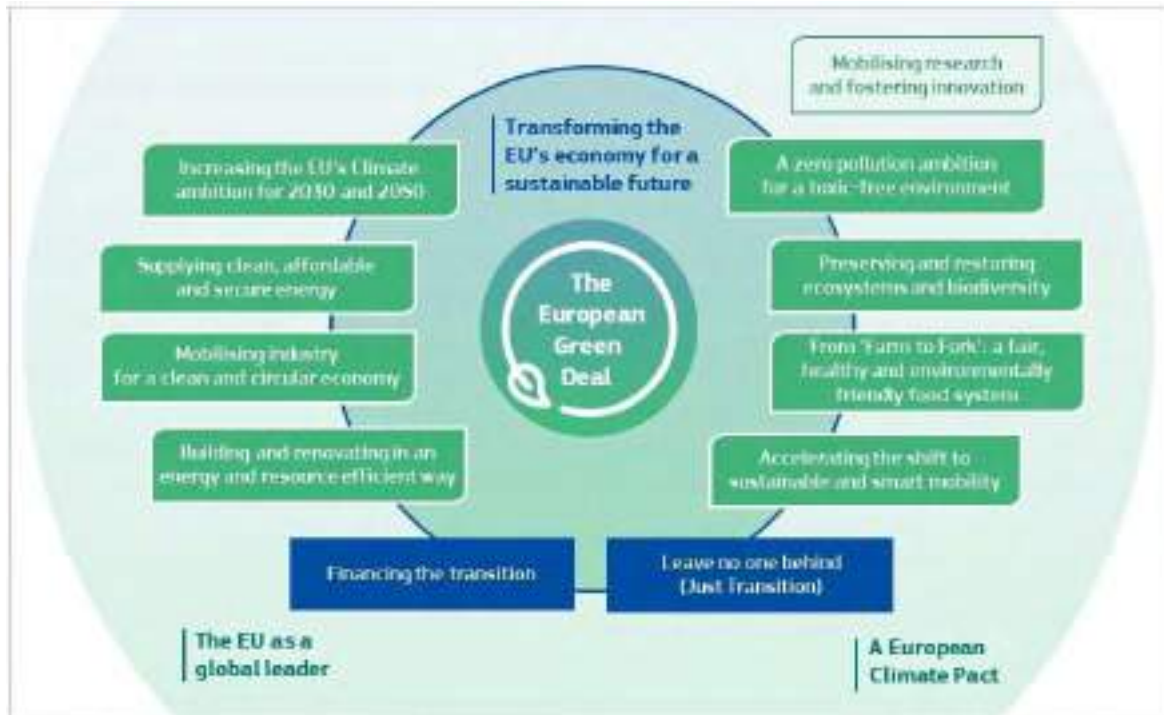 Mobilising research
and fostering innovation
Transforming the
EU's economy for a
sustainable future
Increasing the EU's Climate
ambition for 2030 and 2050
A zero pollution ambition
for a toxic-free environment
Supplying clean, affordable
and secure energy
Preserving and restoring
ecosystems and biodiversity
The
European
Green
Deal
Mobilising industry
for a clean and circular economy
From 'Farm to Fork': a fair,
healthy and environmentally
friendly food system
Building and renovating in an
energy and resource efficient way
Accelerating the shift to
sustainable and smart mobility
Financing the transition
Leave no one behind
(Just Transition)
The EU as a
global leader
A European
Climate Pact